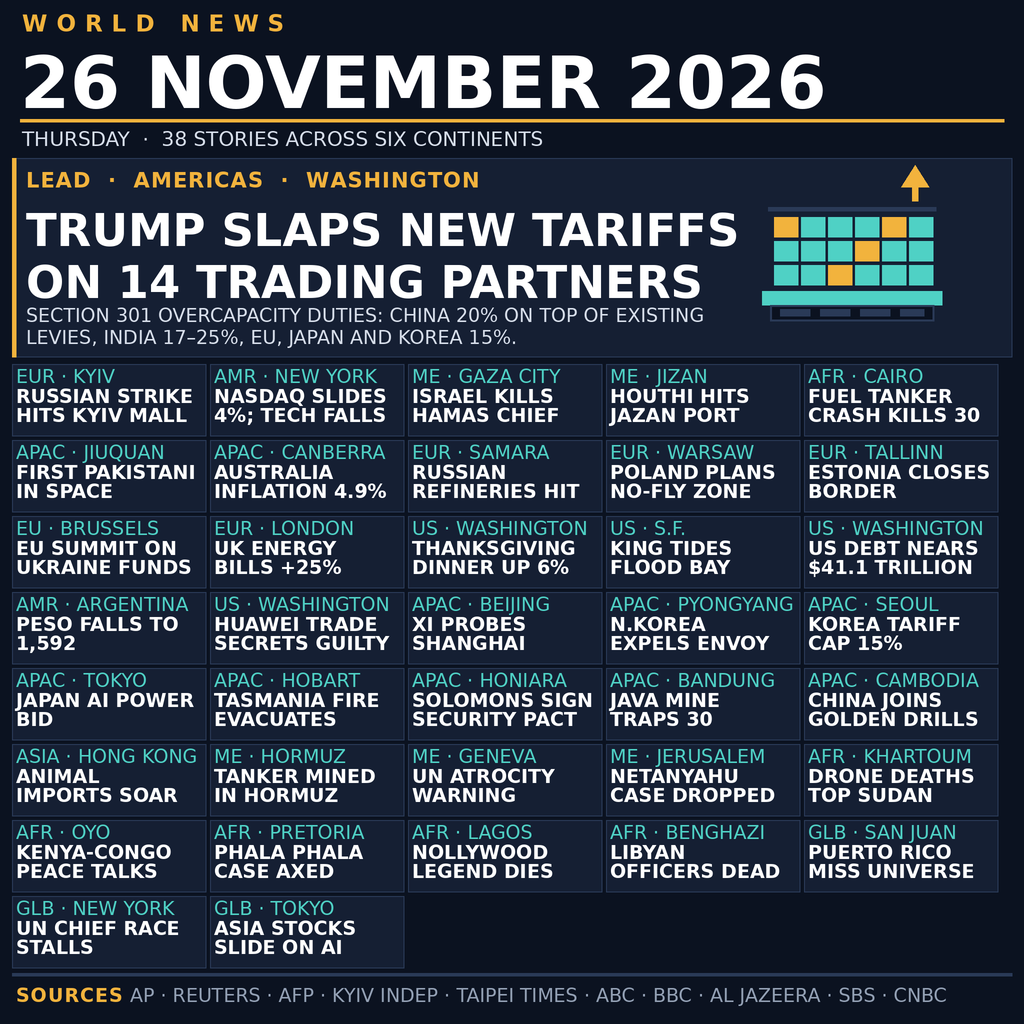 WORLD NEWS
26 NOVEMBER 2026
THURSDAY · 38 STORIES ACROSS SIX CONTINENTS
LEAD · AMERICAS · WASHINGTON
TRUMP SLAPS NEW TARIFFS
ON 14 TRADING PARTNERS
SECTION 301 OVERCAPACITY DUTIES: CHINA 20% ON TOP OF EXISTING
LEVIES, INDIA 17–25%, EU, JAPAN AND KOREA 15%.
EUR · KYIV
RUSSIAN STRIKE
HITS KYIV MALL
AMR · NEW YORK
NASDAQ SLIDES
4%; TECH FALLS
ME · GAZA CITY
ISRAEL KILLS
HAMAS CHIEF
ME · JIZAN
HOUTHI HITS
JAZAN PORT
AFR · CAIRO
FUEL TANKER
CRASH KILLS 30
APAC · JIUQUAN
FIRST PAKISTANI
IN SPACE
APAC · CANBERRA
AUSTRALIA
INFLATION 4.9%
EUR · SAMARA
RUSSIAN
REFINERIES HIT
EUR · WARSAW
POLAND PLANS
NO-FLY ZONE
EUR · TALLINN
ESTONIA CLOSES
BORDER
EU · BRUSSELS
EU SUMMIT ON
UKRAINE FUNDS
EUR · LONDON
UK ENERGY
BILLS +25%
US · WASHINGTON
THANKSGIVING
DINNER UP 6%
US · S.F.
KING TIDES
FLOOD BAY
US · WASHINGTON
US DEBT NEARS
$41.1 TRILLION
AMR · ARGENTINA
PESO FALLS TO
1,592
US · WASHINGTON
HUAWEI TRADE
SECRETS GUILTY
APAC · BEIJING
XI PROBES
SHANGHAI
APAC · PYONGYANG
N.KOREA
EXPELS ENVOY
APAC · SEOUL
KOREA TARIFF
CAP 15%
APAC · TOKYO
JAPAN AI POWER
BID
APAC · HOBART
TASMANIA FIRE
EVACUATES
APAC · HONIARA
SOLOMONS SIGN
SECURITY PACT
APAC · BANDUNG
JAVA MINE
TRAPS 30
APAC · CAMBODIA
CHINA JOINS
GOLDEN DRILLS
ASIA · HONG KONG
ANIMAL
IMPORTS SOAR
ME · HORMUZ
TANKER MINED
IN HORMUZ
ME · GENEVA
UN ATROCITY
WARNING
ME · JERUSALEM
NETANYAHU
CASE DROPPED
AFR · KHARTOUM
DRONE DEATHS
TOP SUDAN
AFR · OYO
KENYA-CONGO
PEACE TALKS
AFR · PRETORIA
PHALA PHALA
CASE AXED
AFR · LAGOS
NOLLYWOOD
LEGEND DIES
AFR · BENGHAZI
LIBYAN
OFFICERS DEAD
GLB · SAN JUAN
PUERTO RICO
MISS UNIVERSE
GLB · NEW YORK
UN CHIEF RACE
STALLS
GLB · TOKYO
ASIA STOCKS
SLIDE ON AI
SOURCES AP · REUTERS · AFP · KYIV INDEP · TAIPEI TIMES · ABC · BBC · AL JAZEERA · SBS · CNBC